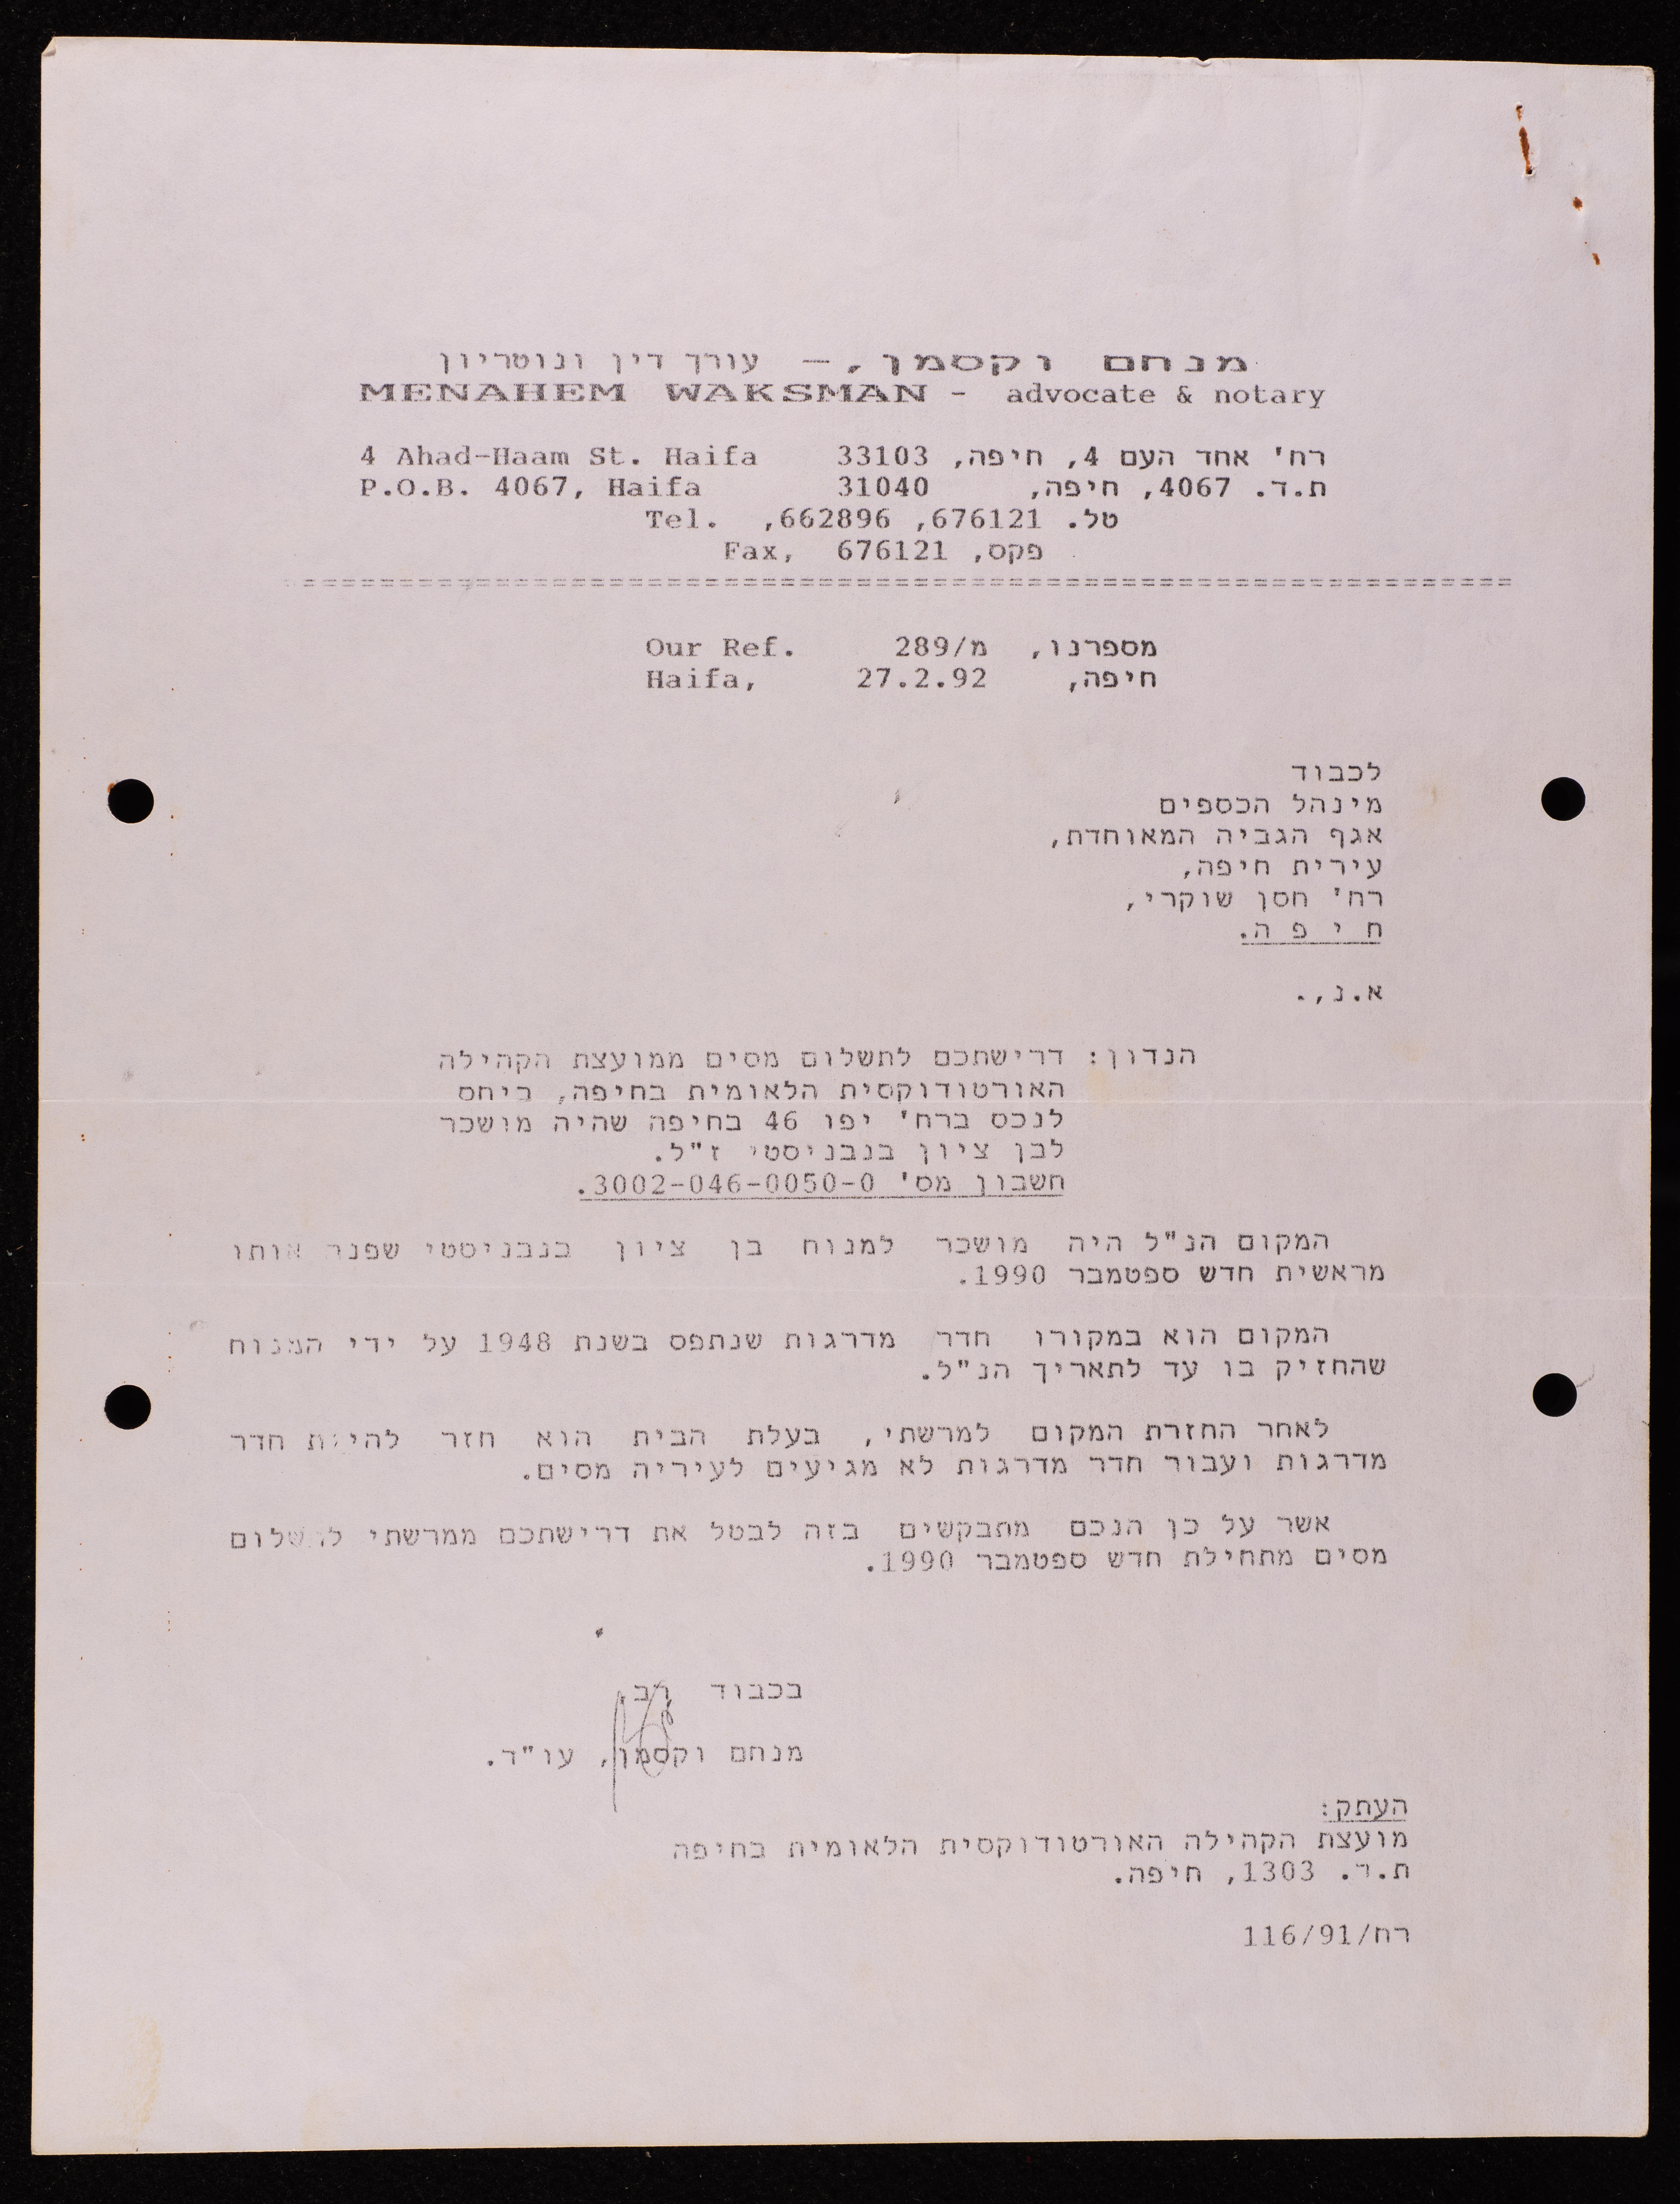 מנחם וקסמן, — עורך דין ונוטריון
MENAHEM WAKSMAN - advocate & notary
4 Ahad-Haam St. Haifa 33103 רח' אחד העם 4, חיפה,
P.O.B. 4067, Haifa 31040 ת.ד. 4067, חיפה,
Tel. טל. 676121, 662896,
Fax, 676121 פקס,
================================================================
Our Ref. מ/289 מספרנו,
Haifa, 27.2.92 חיפה,
לכבוד
מינהל הכספים
אגף הגביה המאוחדת,
עירית חיפה,
רח' חסן שוקרי,
ח י פ ה.
א.נ,.
הנדון: דרישתכם לתשלום מסים ממועצת הקהילה
האורטודוקסית הלאומית בחיפה, ביחס
לנכס ברח' יפו 46 בחיפה שהיה מושכר
לבן ציון בנבניסטי ז"ל.
חשבון מס' 3002-046-0050-0.
המקום הנ"ל היה מושכר למנוח בן ציון בנבניסטי שפנה אותו
מראשית חדש ספטמבר 1990.
המקום הוא במקורו חדר מדרגות שנתפס בשנת 1948 על ידי המנוח
שהחזיק בו עד לתאריך הנ"ל.
לאחר החזרת המקום למרשתי, בעלת הבית הוא חזר להיות חדר
מדרגות ועבור חדר מדרגות לא מגיעים לעיריה מסים.
אשר על כן הנכם מתבקשים בזה לבטל את דרישתכם ממרשתי לתשלום
מסים מתחילת חדש ספטמבר 1990.
בכבוד רב,
מנחם וקסמן, עו"ד.
העתק:
מועצת הקהילה האורטודוקסית הלאומית בחיפה
ת.ד. 1303, חיפה.
רח/116/91